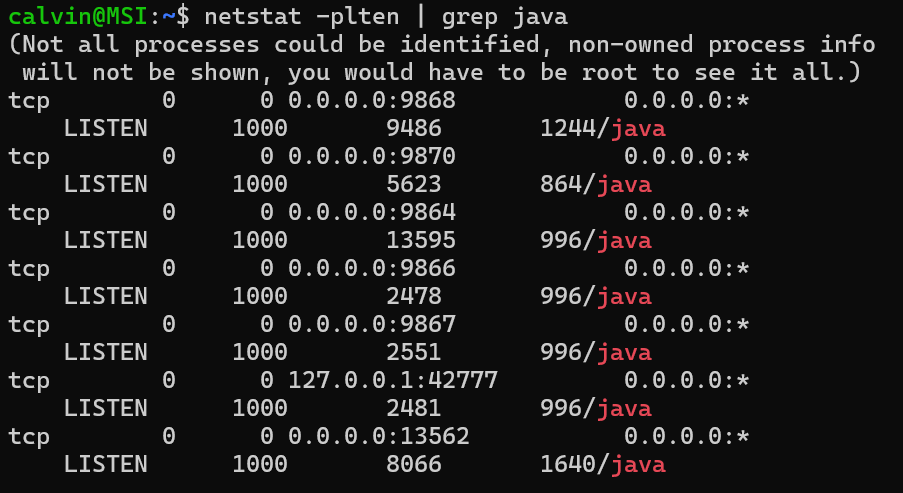 calvin@MSI:~$ netstat -plten | grep java
(Not all processes could be identified, non-owned process info
 will not be shown, you would have to be root to see it all.)
tcp        0      0 0.0.0.0:9868            0.0.0.0:*
    LISTEN      1000       9486       1244/java
tcp        0      0 0.0.0.0:9870            0.0.0.0:*
    LISTEN      1000       5623       864/java
tcp        0      0 0.0.0.0:9864            0.0.0.0:*
    LISTEN      1000       13595      996/java
tcp        0      0 0.0.0.0:9866            0.0.0.0:*
    LISTEN      1000       2478       996/java
tcp        0      0 0.0.0.0:9867            0.0.0.0:*
    LISTEN      1000       2551       996/java
tcp        0      0 127.0.0.1:42777         0.0.0.0:*
    LISTEN      1000       2481       996/java
tcp        0      0 0.0.0.0:13562           0.0.0.0:*
    LISTEN      1000       8066       1640/java